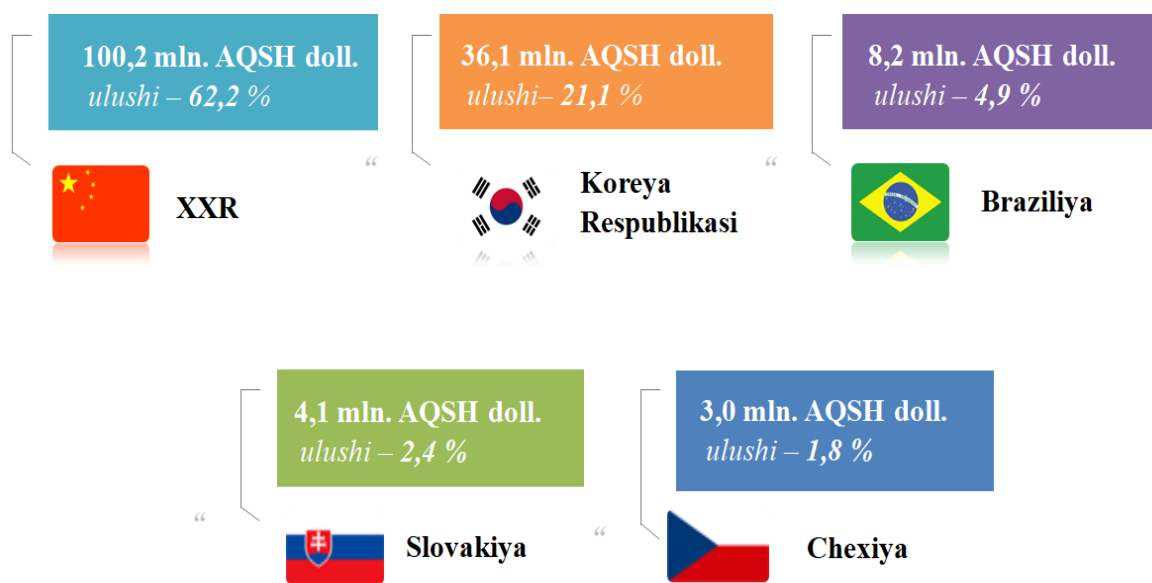 100,2 mln. AQSH doll.
ulushi – 62,2 %
36,1 mln. AQSH doll.
ulushi– 21,1 %
8,2 mln. AQSH doll.
ulushi – 4,9 %
“
“
XXR
Koreya
Respublikasi
Braziliya
4,1 mln. AQSH doll.
ulushi – 2,4 %
3,0 mln. AQSH doll.
ulushi – 1,8 %
“
“
Slovakiya
Chexiya